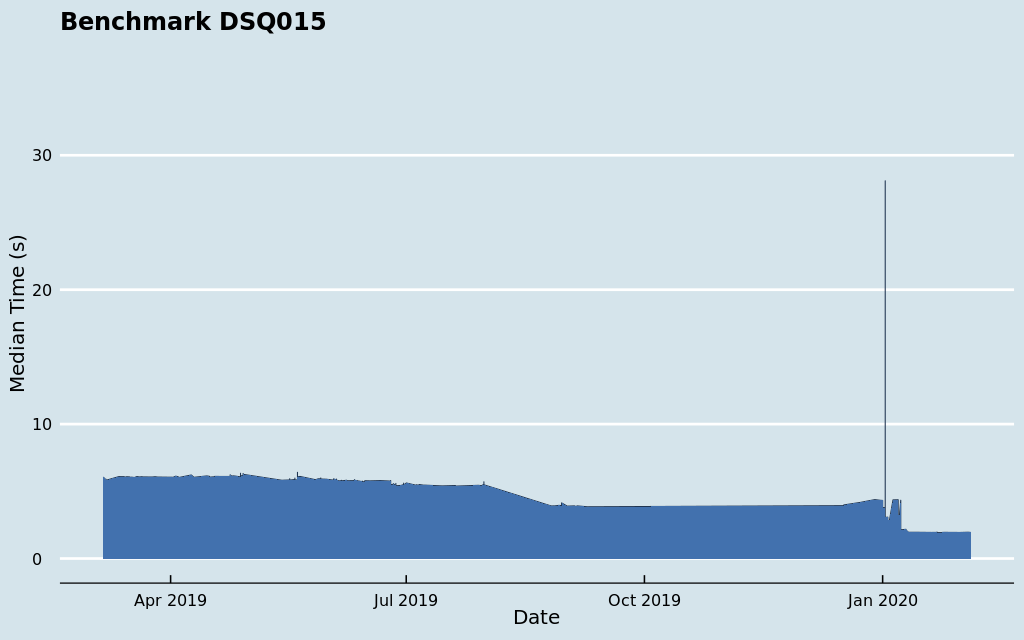 Benchmark DSQ015
30
20
10
0
Median Time (s)
Apr 2019
Jul 2019
Oct 2019
Jan 2020
Date